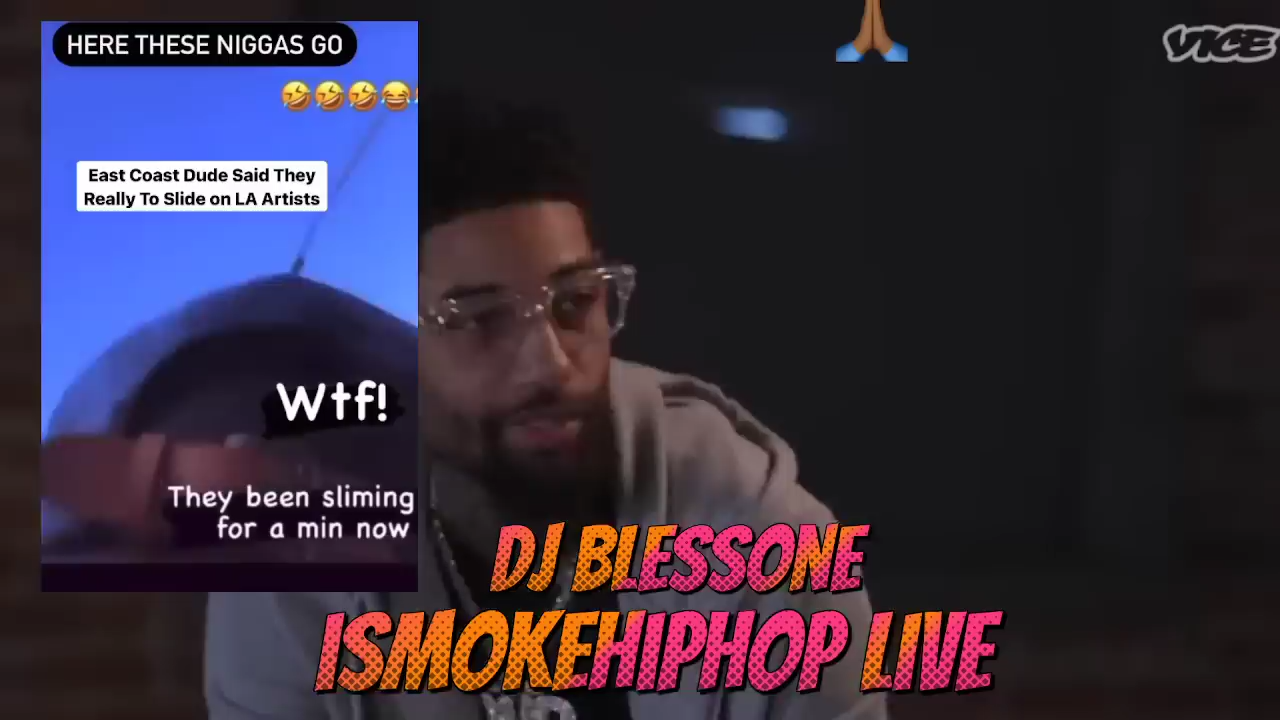 HERE THESE NIGGAS GO
East Coast Dude Said They
Really To Slide on LA Artists
Wtf!
They been sliming
for a min now
VICE
DJ BLESSONE
ISMOKEHIPHOP LIVE